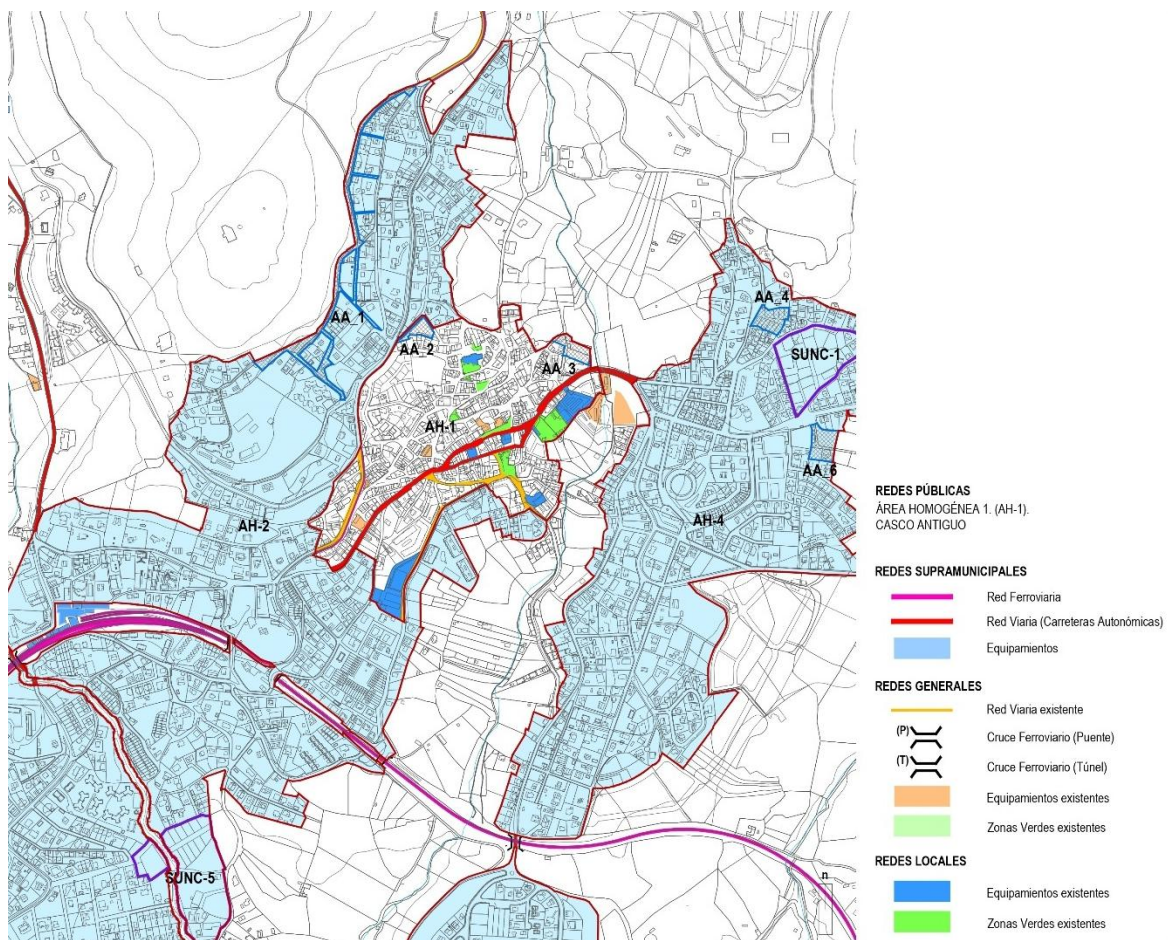 AA_1
AA_2
AA_3
AA_4
SUNC-1
AH-1
AA_6
AH-2
AH-4
SUNC-5
n
REDES PÚBLICAS
ÁREA HOMOGÉNEA 1. (AH-1).
CASCO ANTIGUO
REDES SUPRAMUNICIPALES
Red Ferroviaria
Red Viaria (Carreteras Autonómicas)
Equipamientos
REDES GENERALES
Red Viaria existente
(P) Cruce Ferroviario (Puente)
(T) Cruce Ferroviario (Túnel)
Equipamientos existentes
Zonas Verdes existentes
REDES LOCALES
Equipamientos existentes
Zonas Verdes existentes